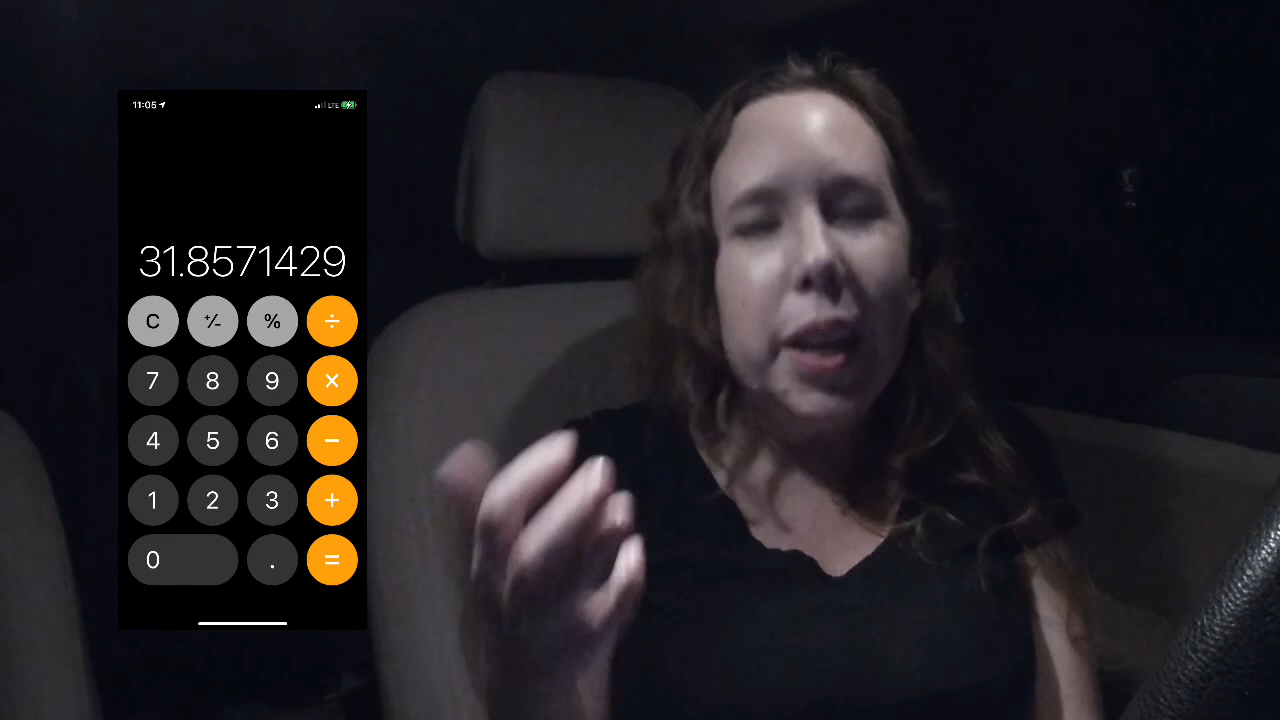 11:05 LTE
31.8571429
C +/- % ÷
7 8 9 ×
4 5 6 −
1 2 3 +
0 . =